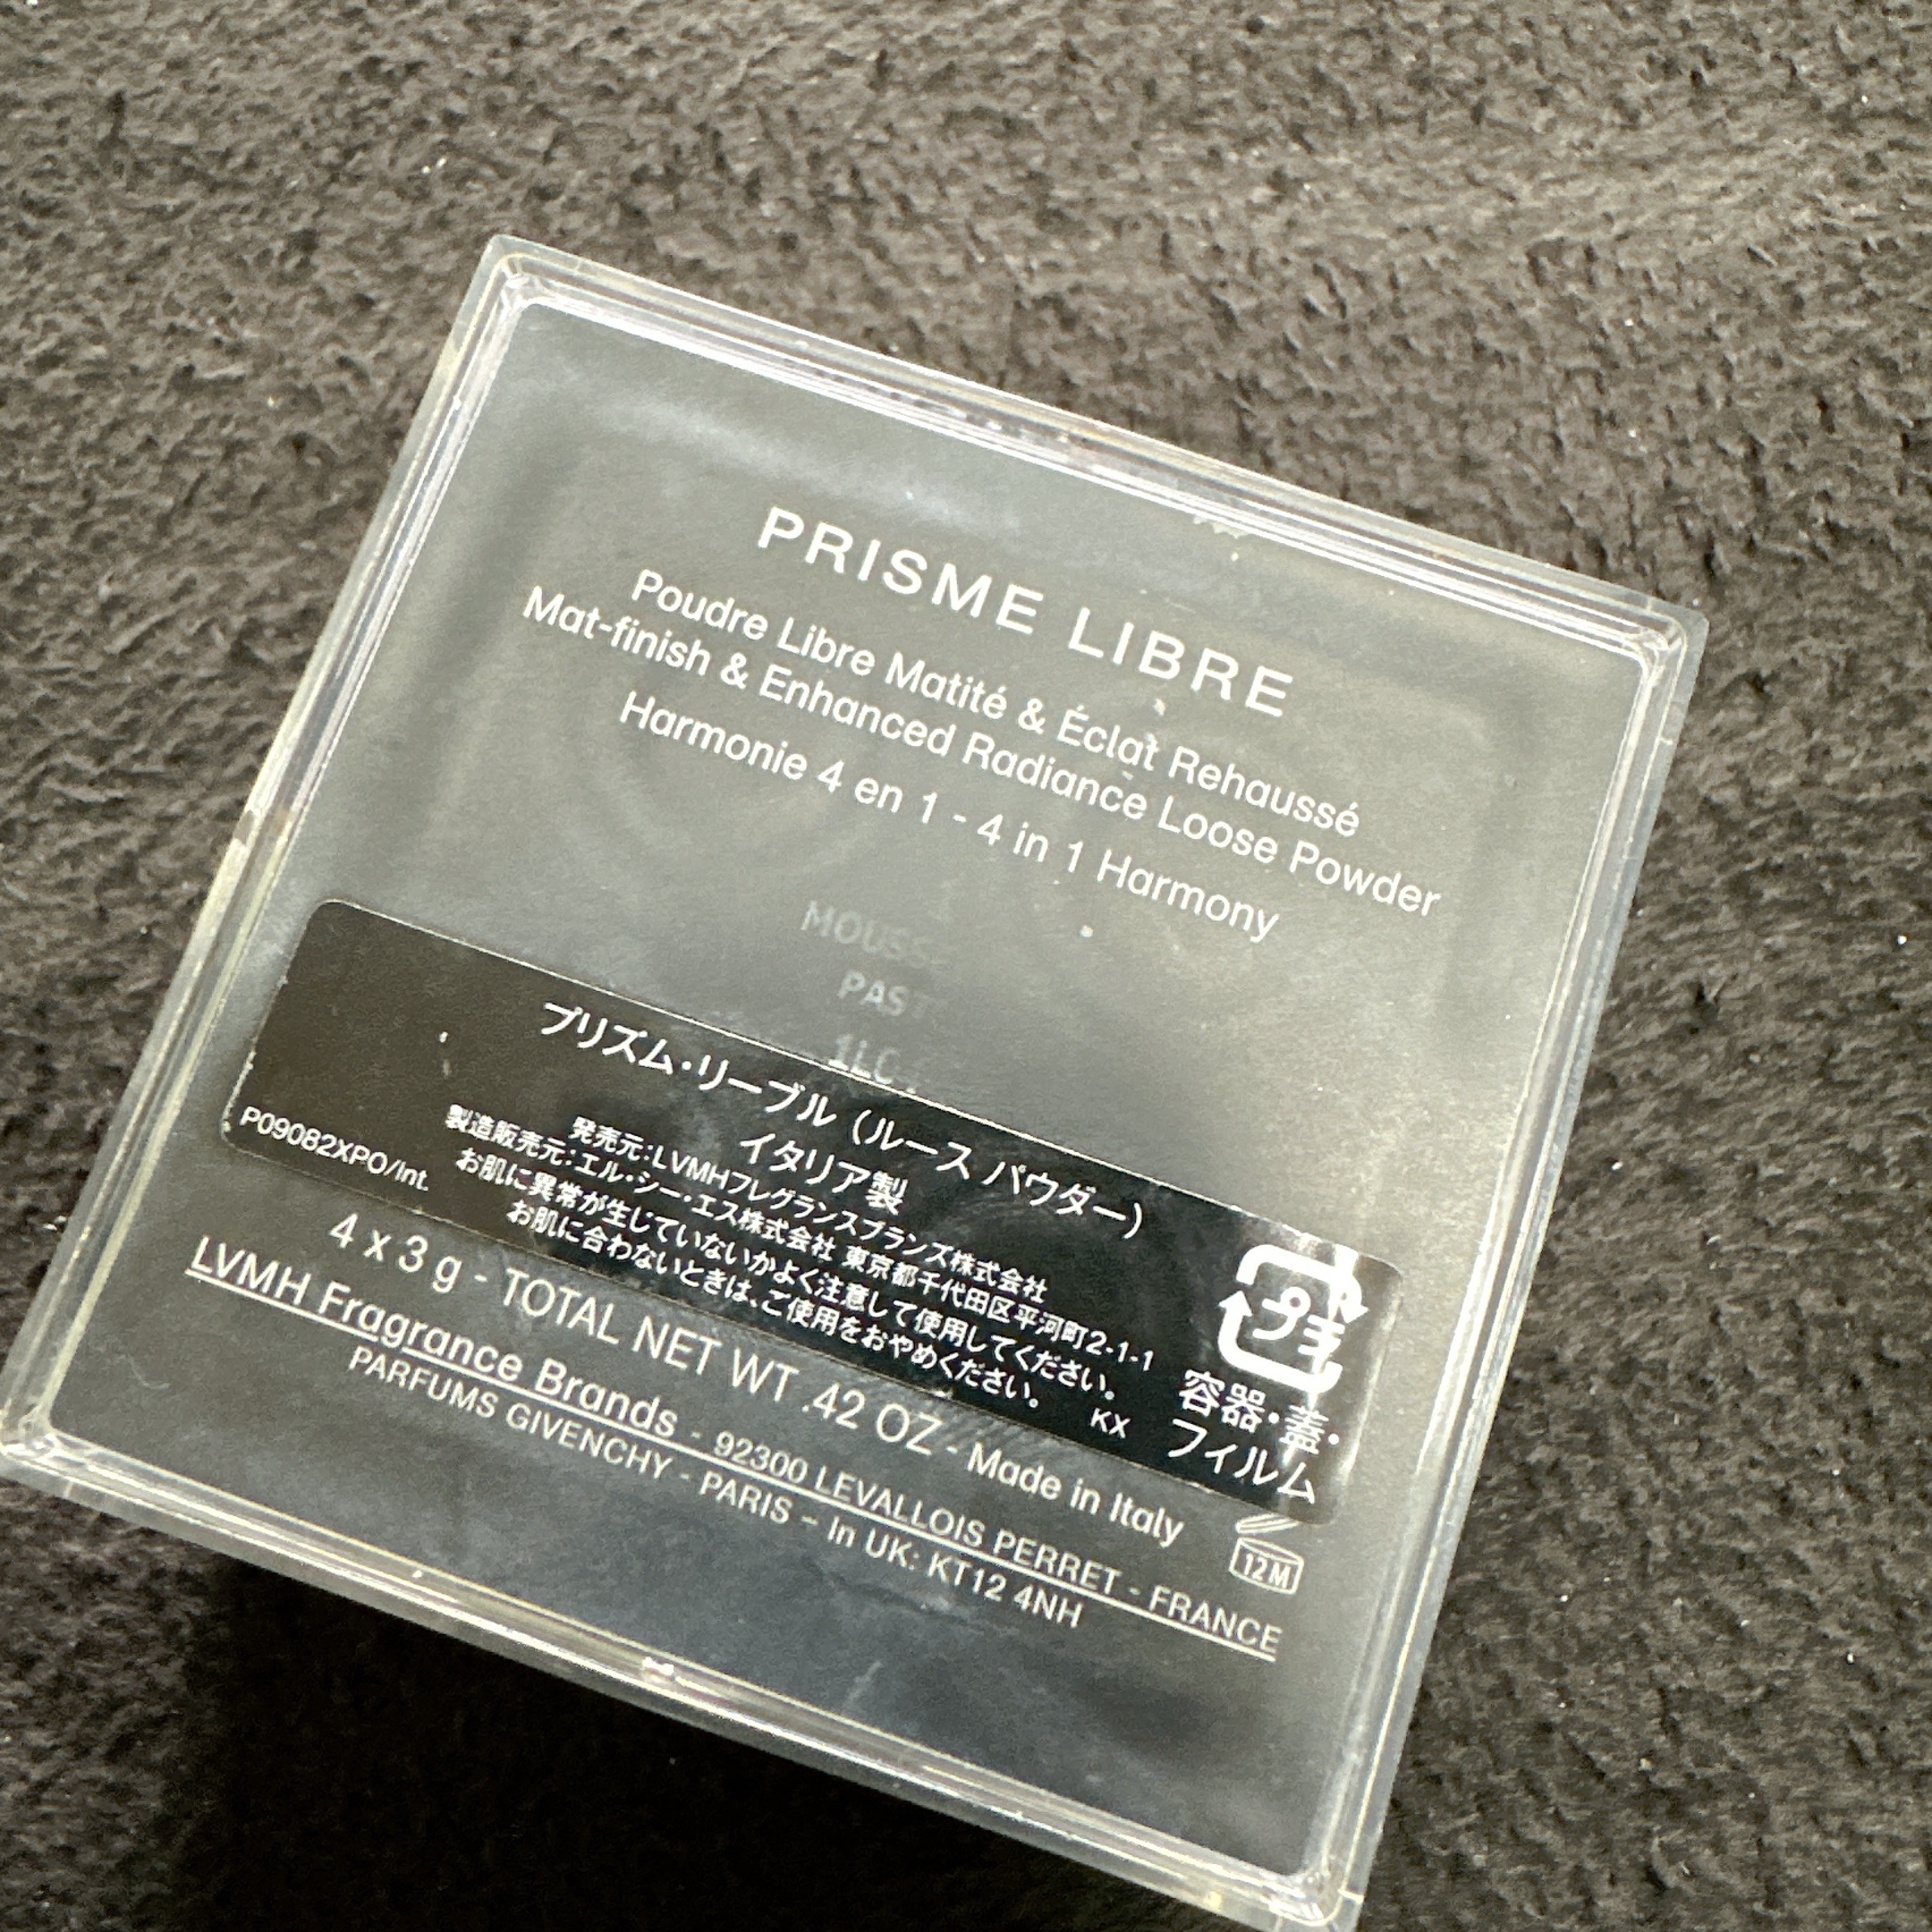 PRISME LIBRE
Poudre Libre Matité & Éclat Rehaussé
Mat-finish & Enhanced Radiance Loose Powder
Harmonie 4 en 1 - 4 in 1 Harmony
プリズム・リーブル（ルース パウダー）
イタリア製
発売元：LVMHフレグランスブランズ株式会社
製造販売元：エル・シー・エス株式会社 東京都千代田区平河町2-1-1
お肌に異常が生じていないかよく注意して使用してください。
お肌に合わないときは、ご使用をおやめください。
KX
P090B2XPO/Int.
プラ
容器・蓋・
フィルム
4 x 3 g - TOTAL NET WT .42 OZ - Made in Italy
12M
LVMH Fragrance Brands - 92300 LEVALLOIS PERRET - FRANCE
PARFUMS GIVENCHY - PARIS - In UK: KT12 4NH